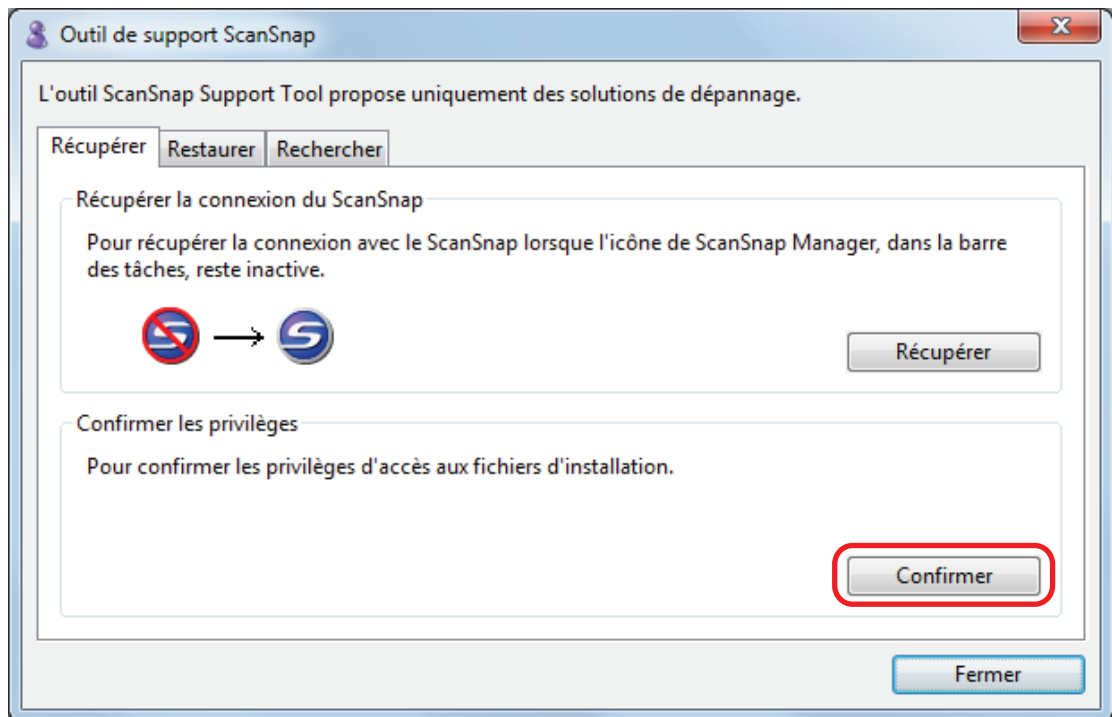 Outil de support ScanSnap
L'outil ScanSnap Support Tool propose uniquement des solutions de dépannage.
Récupérer Restaurer Rechercher
Récupérer la connexion du ScanSnap
Pour récupérer la connexion avec le ScanSnap lorsque l'icône de ScanSnap Manager, dans la barre
des tâches, reste inactive.
Récupérer
Confirmer les privilèges
Pour confirmer les privilèges d'accès aux fichiers d'installation.
Confirmer
Fermer